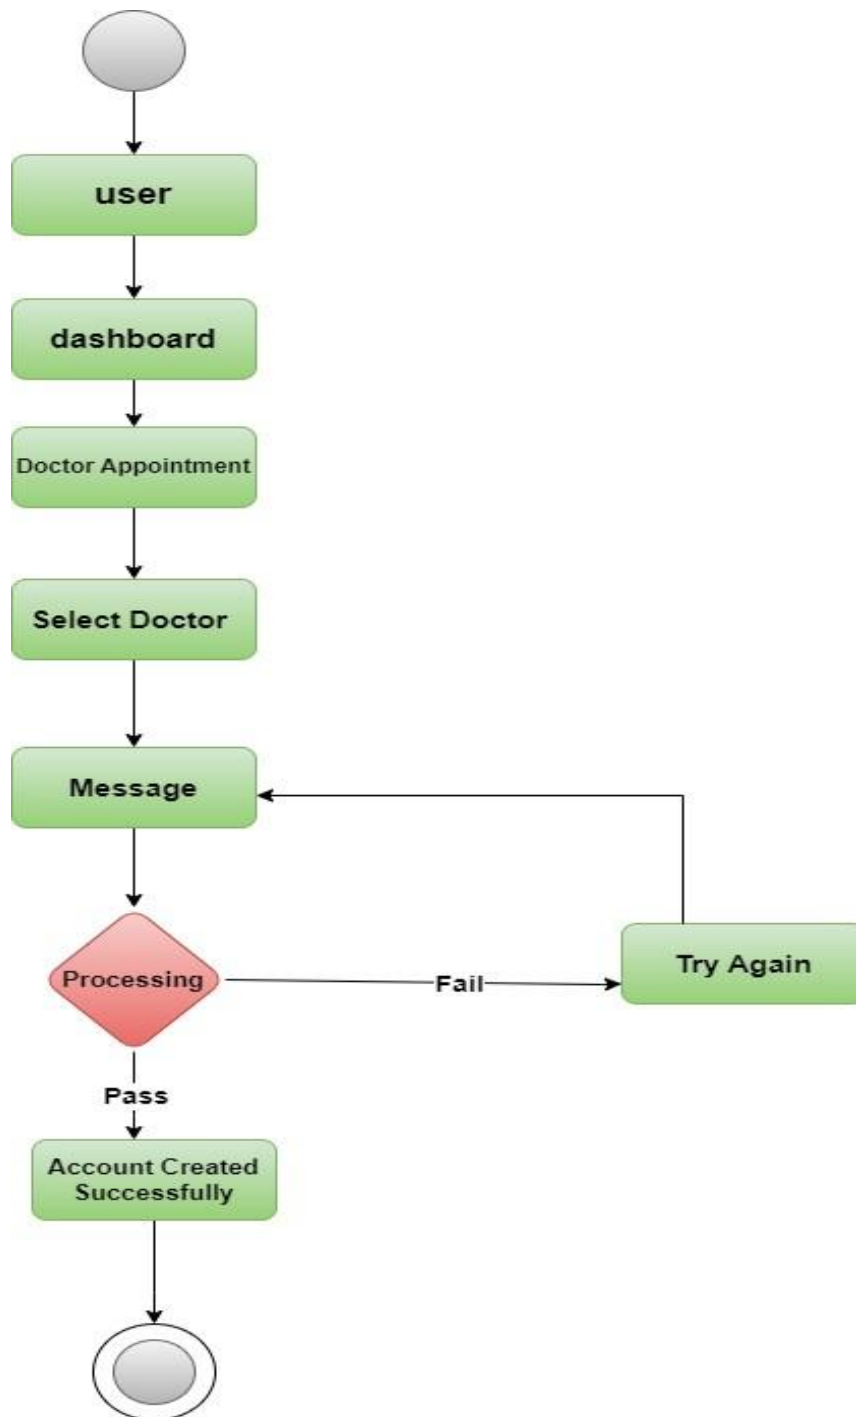 user
dashboard
Doctor Appointment
Select Doctor
Message
Processing
Fail
Try Again
Pass
Account Created
Successfully